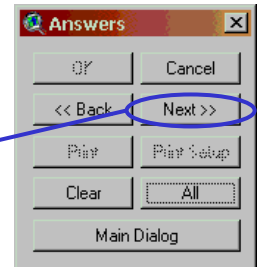 Answers
OK Cancel
<< Back Next >>
Print Print Setup
Clear All
Main Dialog